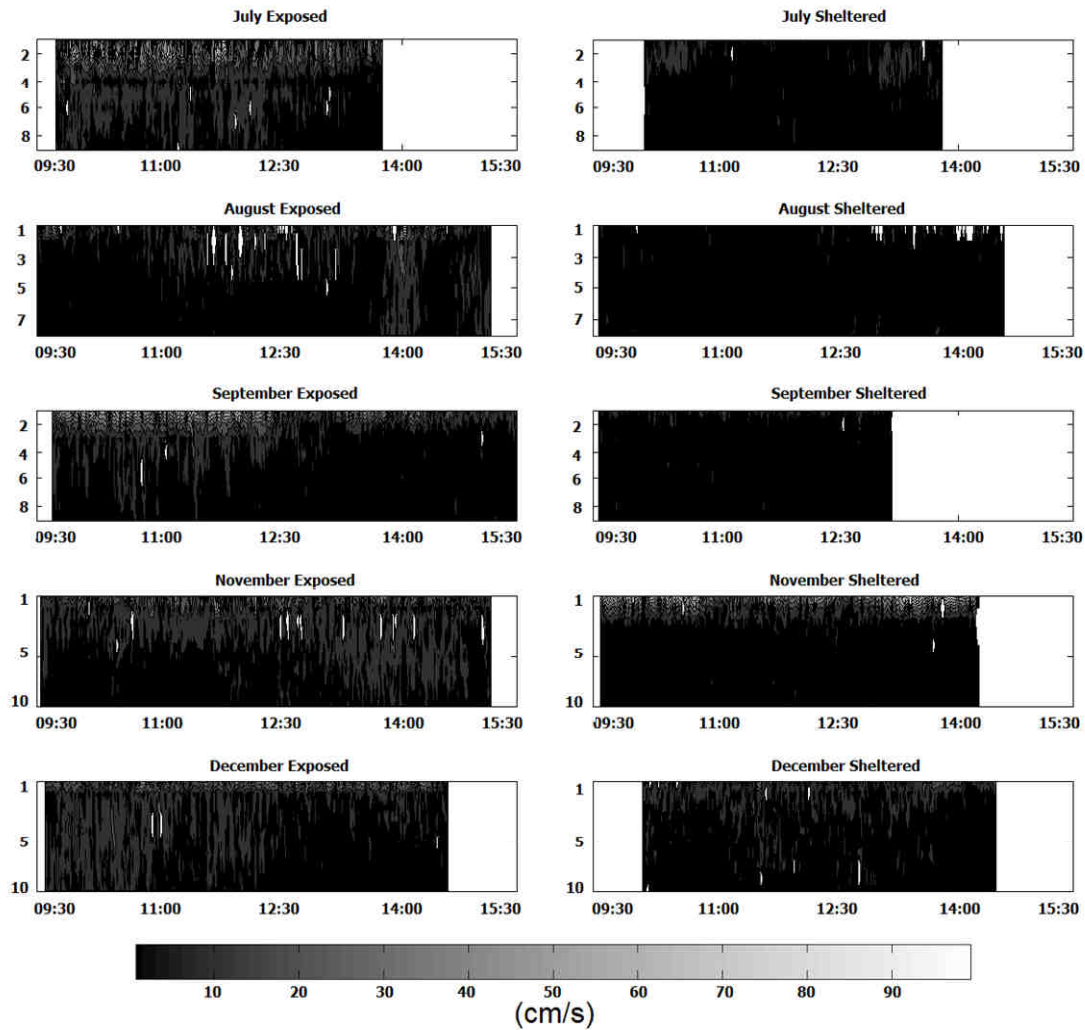 July Exposed
2
4
6
8
09:30 11:00 12:30 14:00 15:30
July Sheltered
2
4
6
8
09:30 11:00 12:30 14:00 15:30
August Exposed
1
3
5
7
09:30 11:00 12:30 14:00 15:30
August Sheltered
1
3
5
7
09:30 11:00 12:30 14:00 15:30
September Exposed
2
4
6
8
09:30 11:00 12:30 14:00 15:30
September Sheltered
2
4
6
8
09:30 11:00 12:30 14:00 15:30
November Exposed
1
5
10
09:30 11:00 12:30 14:00 15:30
November Sheltered
1
5
10
09:30 11:00 12:30 14:00 15:30
December Exposed
1
5
10
09:30 11:00 12:30 14:00 15:30
December Sheltered
1
5
10
09:30 11:00 12:30 14:00 15:30
10 20 30 40 50 60 70 80 90
(cm/s)